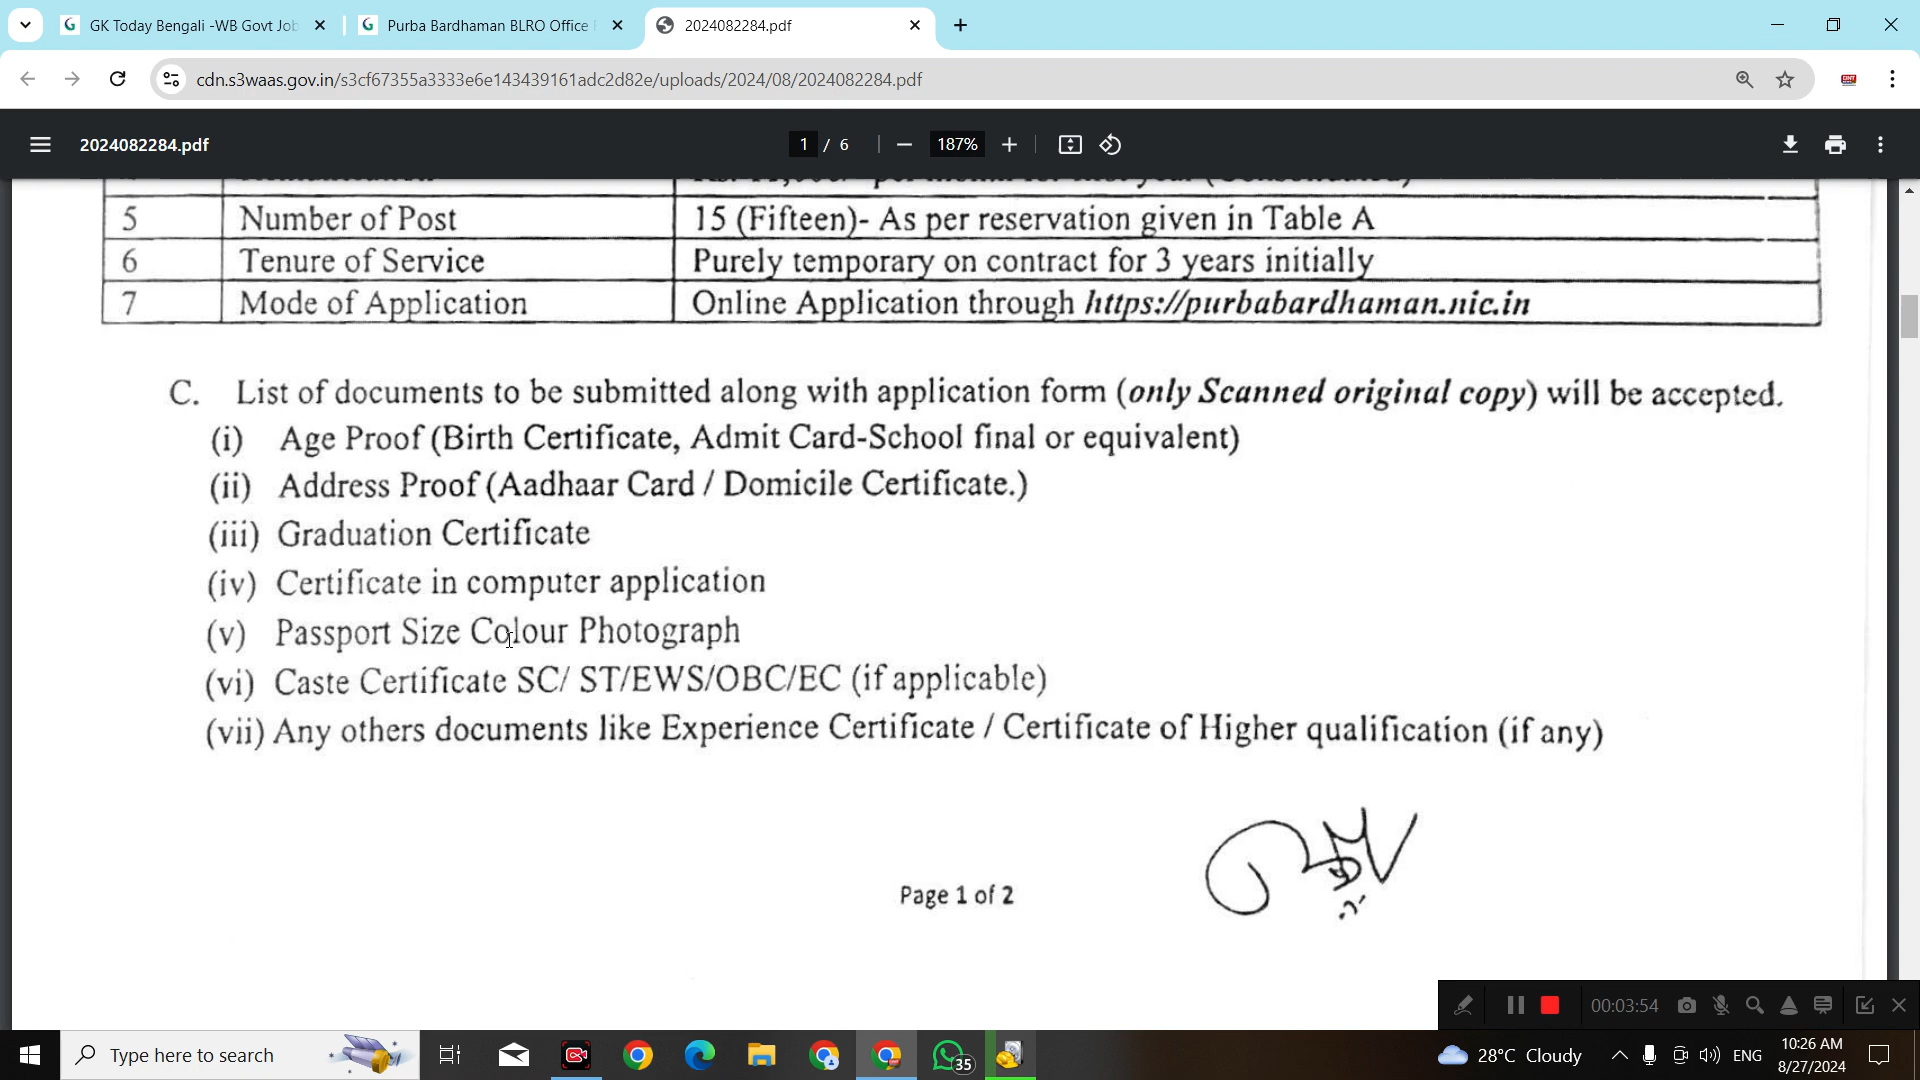 GK Today Bengali -WB Govt Job
Purba Bardhaman BLRO Office
2024082284.pdf
cdn.s3waas.gov.in/s3cf67355a3333e6e143439161adc2d82e/uploads/2024/08/2024082284.pdf
2024082284.pdf
1 / 6
187%
5 Number of Post 15 (Fifteen)- As per reservation given in Table A
6 Tenure of Service Purely temporary on contract for 3 years initially
7 Mode of Application Online Application through https://purbabardhaman.nic.in
C. List of documents to be submitted along with application form (only Scanned original copy) will be accepted.
(i) Age Proof (Birth Certificate, Admit Card-School final or equivalent)
(ii) Address Proof (Aadhaar Card / Domicile Certificate.)
(iii) Graduation Certificate
(iv) Certificate in computer application
(v) Passport Size Colour Photograph
(vi) Caste Certificate SC/ ST/EWS/OBC/EC (if applicable)
(vii) Any others documents like Experience Certificate / Certificate of Higher qualification (if any)
Page 1 of 2
00:03:54
Type here to search
35
28°C Cloudy
ENG
10:26 AM
8/27/2024